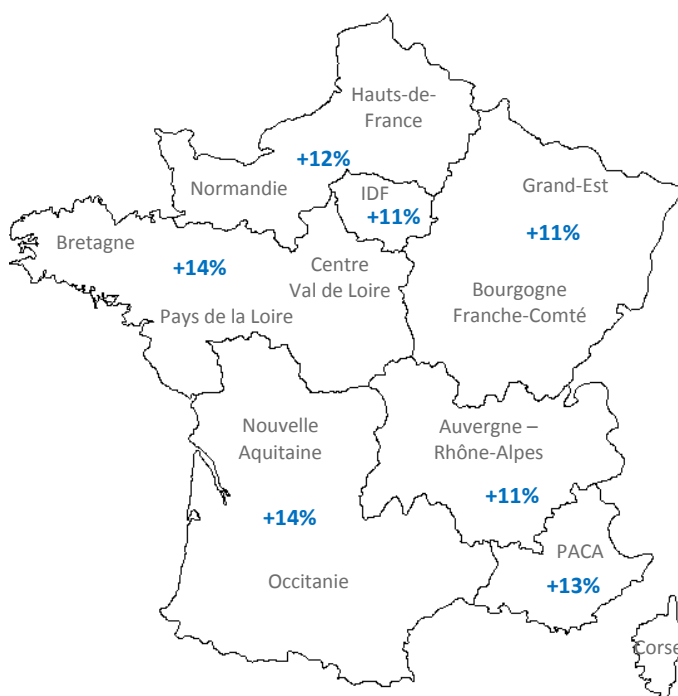 Hauts-de-
France
+12%
Normandie
IDF
+11%
Grand-Est
+11%
Bretagne
+14%
Centre
Val de Loire
Pays de la Loire
Bourgogne
Franche-Comté
Nouvelle
Aquitaine
+14%
Occitanie
Auvergne –
Rhône-Alpes
+11%
PACA
+13%
Corse